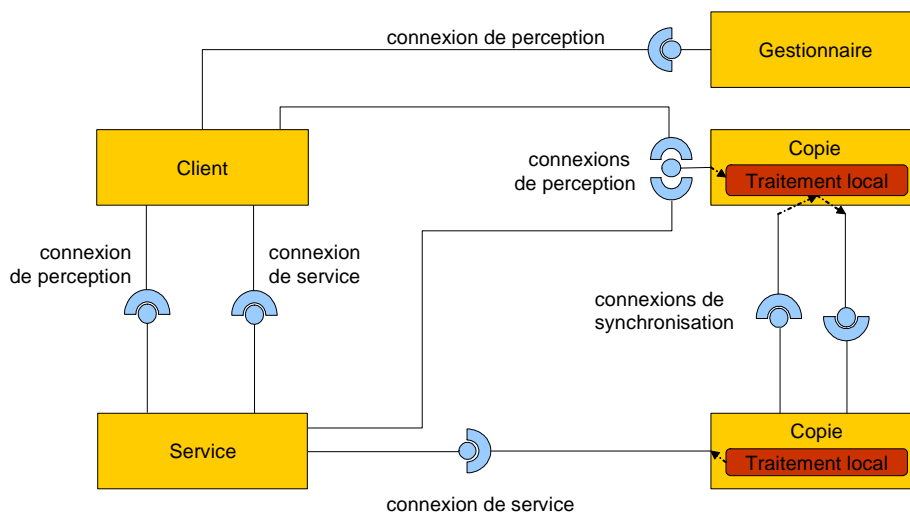 connexion de perception
Gestionnaire
Client
connexions
de perception
Copie
Traitement local
connexion
de perception
connexion
de service
connexions de
synchronisation
Service
Copie
Traitement local
connexion de service